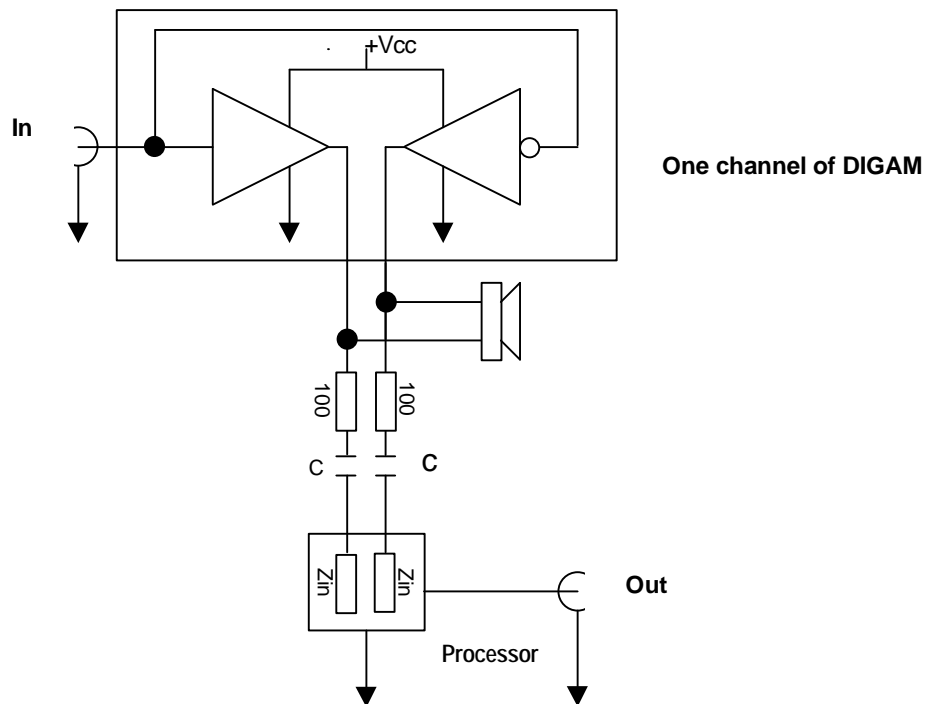 +Vcc
In
One channel of DIGAM
100
100
C
C
Zin
Zin
Out
Processor